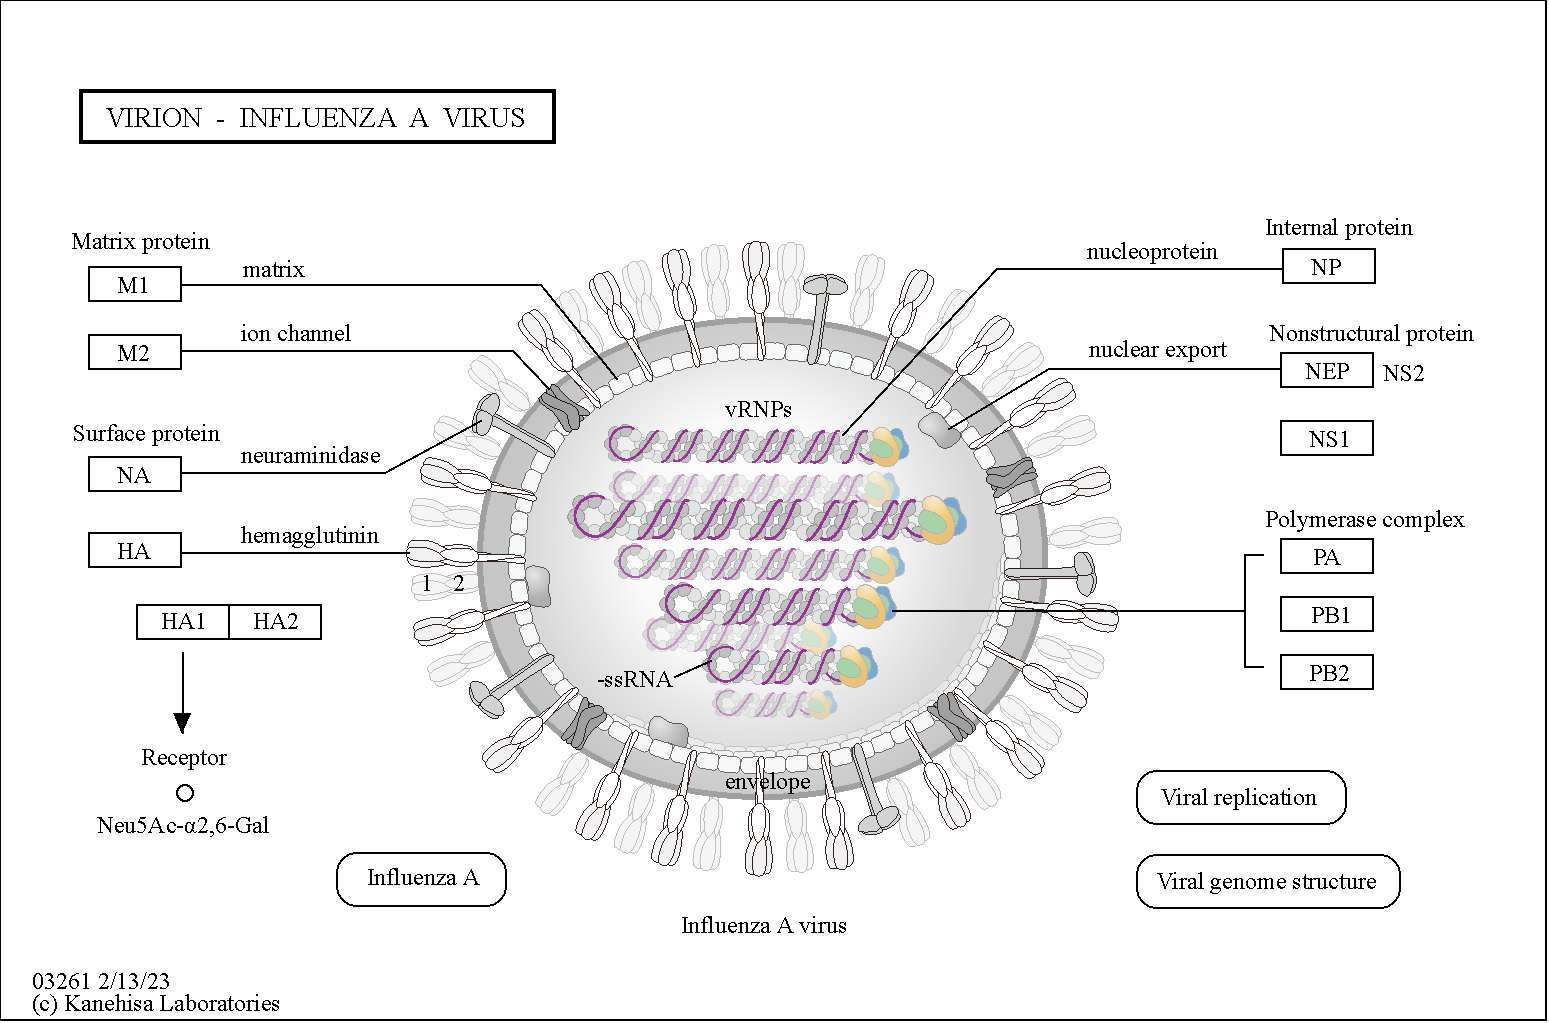 VIRION - INFLUENZA A VIRUS
Matrix protein
M1
matrix
M2
ion channel
Surface protein
NA
neuraminidase
HA
hemagglutinin
1 2
HA1 HA2
Receptor
Neu5Ac-α2,6-Gal
Influenza A
vRNPs
-ssRNA
envelope
Influenza A virus
Internal protein
nucleoprotein
NP
Nonstructural protein
nuclear export
NEP NS2
NS1
Polymerase complex
PA
PB1
PB2
Viral replication
Viral genome structure
03261 2/13/23
(c) Kanehisa Laboratories